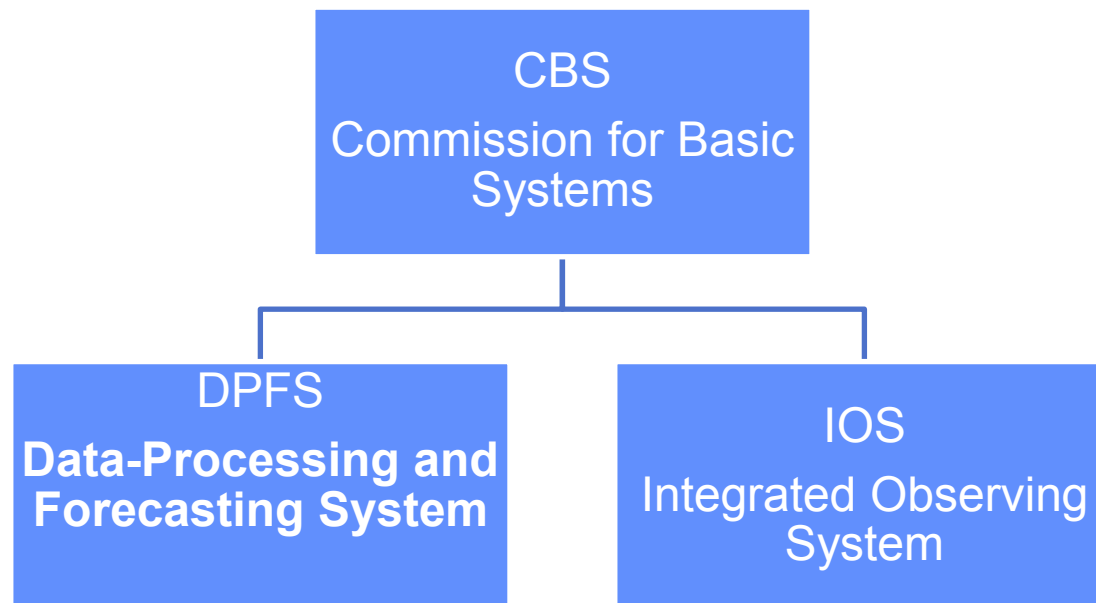 CBS
Commission for Basic
Systems
DPFS
Data-Processing and
Forecasting System
IOS
Integrated Observing
System